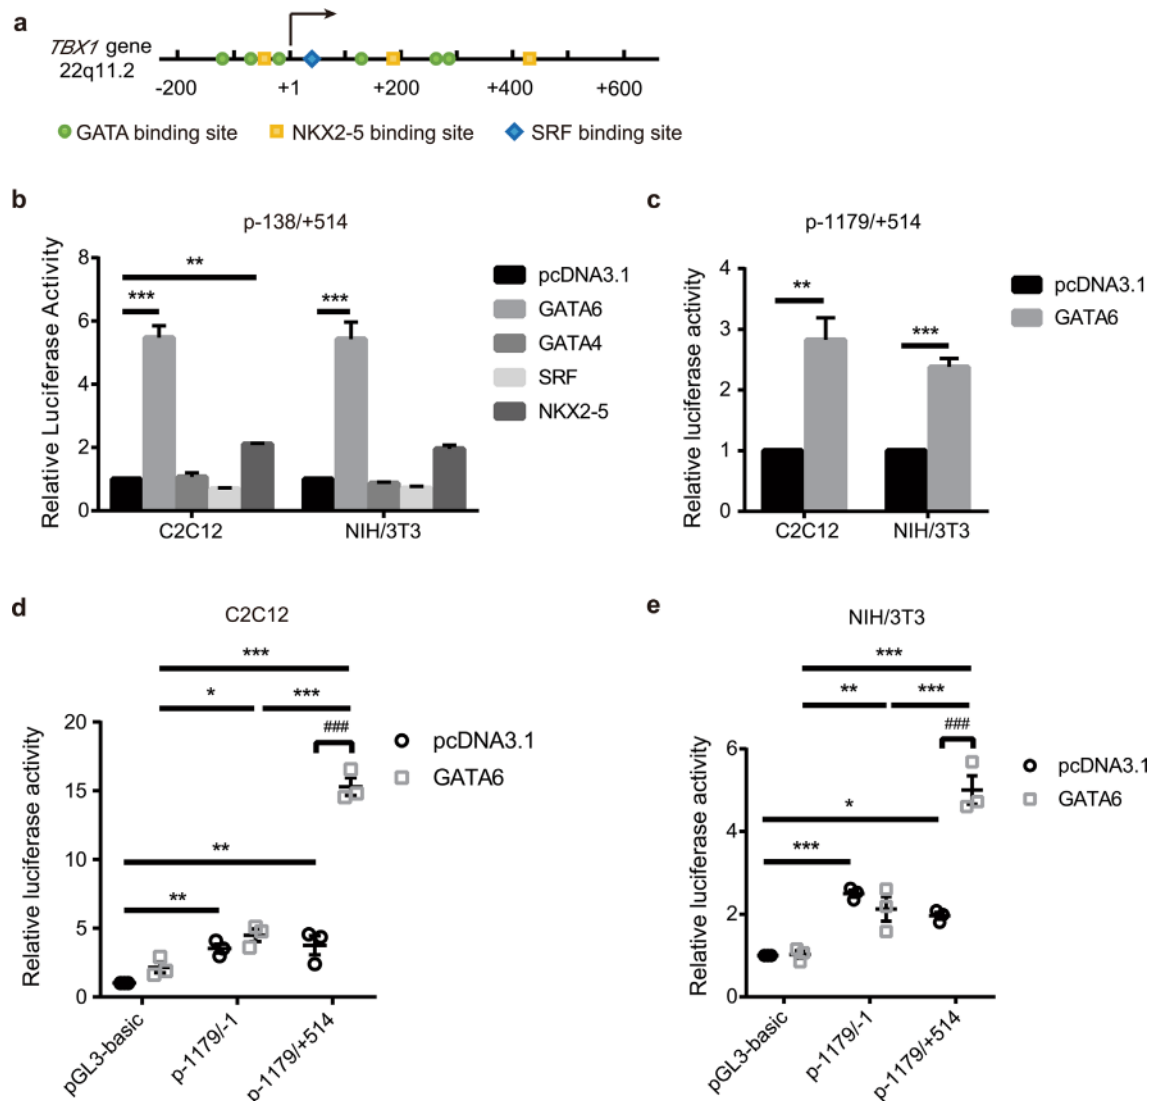 a
TBX1 gene
22q11.2
-200 +1 +200 +400 +600
GATA binding site NKX2-5 binding site SRF binding site
b
p-138/+514
Relative Luciferase Activity
8
6
4
2
0
**
*** ***
C2C12 NIH/3T3
pcDNA3.1
GATA6
GATA4
SRF
NKX2-5
c
p-1179/+514
Relative luciferase activity
4
3
2
1
0
**
***
C2C12 NIH/3T3
pcDNA3.1
GATA6
d
C2C12
Relative luciferase activity
20
15
10
5
0
***
* ***
###
**
**
pGL3-basic
p-1179/-1
p-1179/+514
pcDNA3.1
GATA6
e
NIH/3T3
Relative luciferase activity
6
4
2
0
***
** ***
###
*
***
pGL3-basic
p-1179/-1
p-1179/+514
pcDNA3.1
GATA6